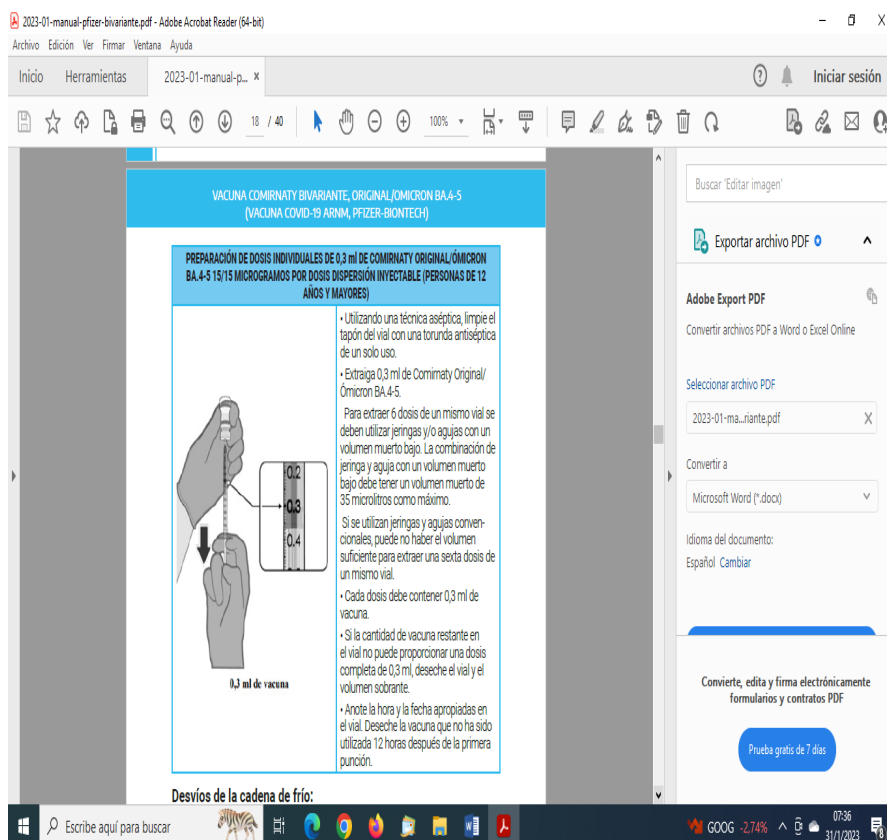 2023-01-manual-pfizer-bivariante.pdf - Adobe Acrobat Reader (64-bit)
Archivo Edición Ver Firmar Ventana Ayuda
Inicio Herramientas 2023-01-manual-p... × Iniciar sesión
18 / 40 100%
VACUNA COMIRNATY BIVARIANTE, ORIGINAL/OMICRON BA.4-5
(VACUNA COVID-19 ARNM, PFIZER-BIONTECH)
PREPARACIÓN DE DOSIS INDIVIDUALES DE 0,3 ml DE COMIRNATY ORIGINAL/ÓMICRON
BA.4-5 15/15 MICROGRAMOS POR DOSIS DISPERSIÓN INYECTABLE (PERSONAS DE 12
AÑOS Y MAYORES)
0.2
0.3
0.4
0,3 ml de vacuna
• Utilizando una técnica aséptica, limpie el
tapón del vial con una torunda antiséptica
de un solo uso.
• Extraiga 0,3 ml de Comirnaty Original/
Ómicron BA.4-5.
Para extraer 6 dosis de un mismo vial se
deben utilizar jeringas y/o agujas con un
volumen muerto bajo. La combinación de
jeringa y aguja con un volumen muerto
bajo debe tener un volumen muerto de
35 microlitros como máximo.
Si se utilizan jeringas y agujas conven-
cionales, puede no haber el volumen
suficiente para extraer una sexta dosis de
un mismo vial.
• Cada dosis debe contener 0,3 ml de
vacuna.
• Si la cantidad de vacuna restante en
el vial no puede proporcionar una dosis
completa de 0,3 ml, deseche el vial y el
volumen sobrante.
• Anote la hora y la fecha apropiadas en
el vial. Deseche la vacuna que no ha sido
utilizada 12 horas después de la primera
punción.
Desvíos de la cadena de frío:
Buscar 'Editar imagen'
Exportar archivo PDF
Adobe Export PDF
Convertir archivos PDF a Word o Excel Online
Seleccionar archivo PDF
2023-01-ma...riante.pdf
Convertir a
Microsoft Word (*.docx)
Idioma del documento:
Español Cambiar
Convierte, edita y firma electrónicamente
formularios y contratos PDF
Prueba gratis de 7 días
Escribe aquí para buscar
GOOG -2,74%
07:36
31/1/2023